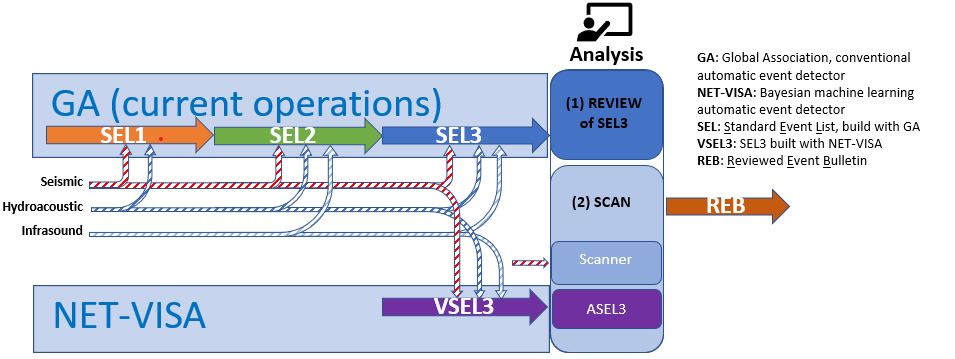 Analysis
GA (current operations)
SEL1
SEL2
SEL3
(1) REVIEW
of SEL3
Seismic
Hydroacoustic
Infrasound
(2) SCAN
Scanner
ASEL3
NET-VISA
VSEL3
REB
GA: Global Association, conventional
automatic event detector
NET-VISA: Bayesian machine learning
automatic event detector
SEL: Standard Event List, build with GA
VSEL3: SEL3 built with NET-VISA
REB: Reviewed Event Bulletin